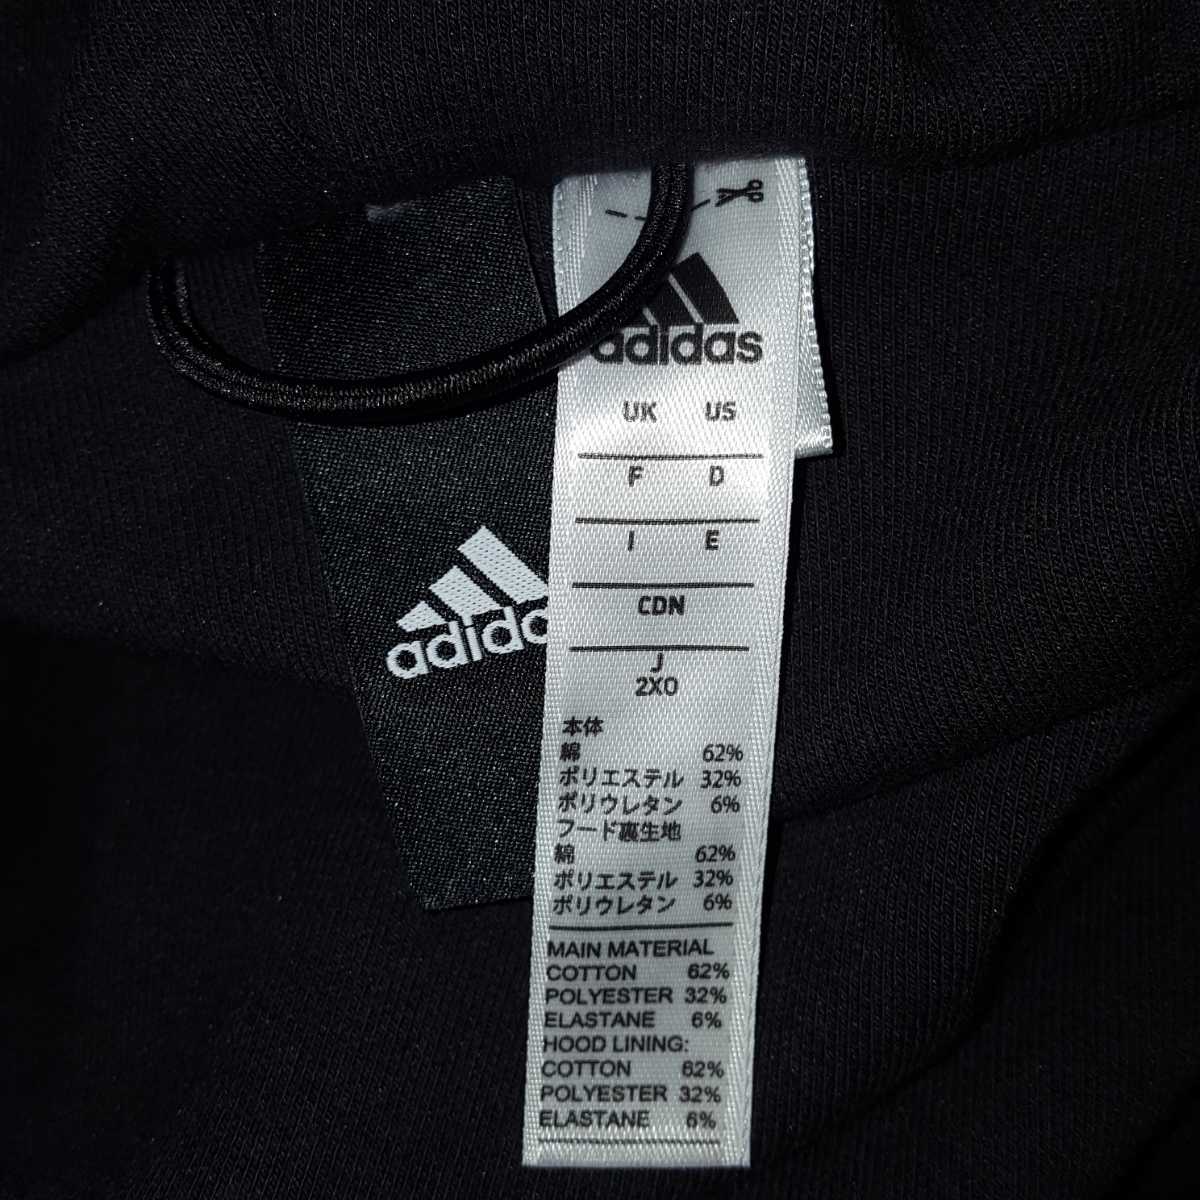 adidas
UK US
F D
I E
CDN
J
2XO
本体
綿 62%
ポリエステル 32%
ポリウレタン 6%
フード裏生地
綿 62%
ポリエステル 32%
ポリウレタン 6%
MAIN MATERIAL
COTTON 62%
POLYESTER 32%
ELASTANE 6%
HOOD LINING:
COTTON 62%
POLYESTER 32%
ELASTANE 6%
adidas